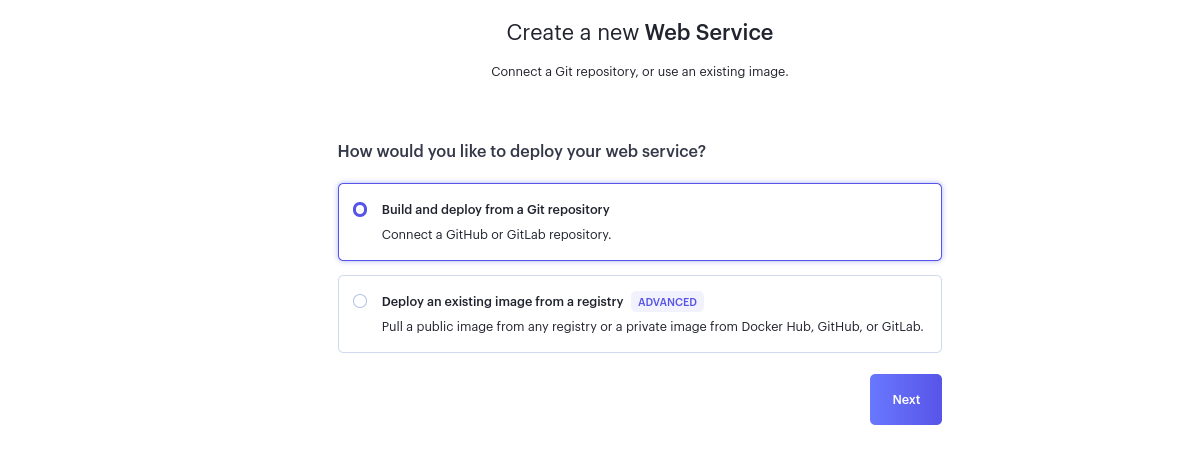 Create a new Web Service
Connect a Git repository, or use an existing image.
How would you like to deploy your web service?
Build and deploy from a Git repository
Connect a GitHub or GitLab repository.
Deploy an existing image from a registry ADVANCED
Pull a public image from any registry or a private image from Docker Hub, GitHub, or GitLab.
Next